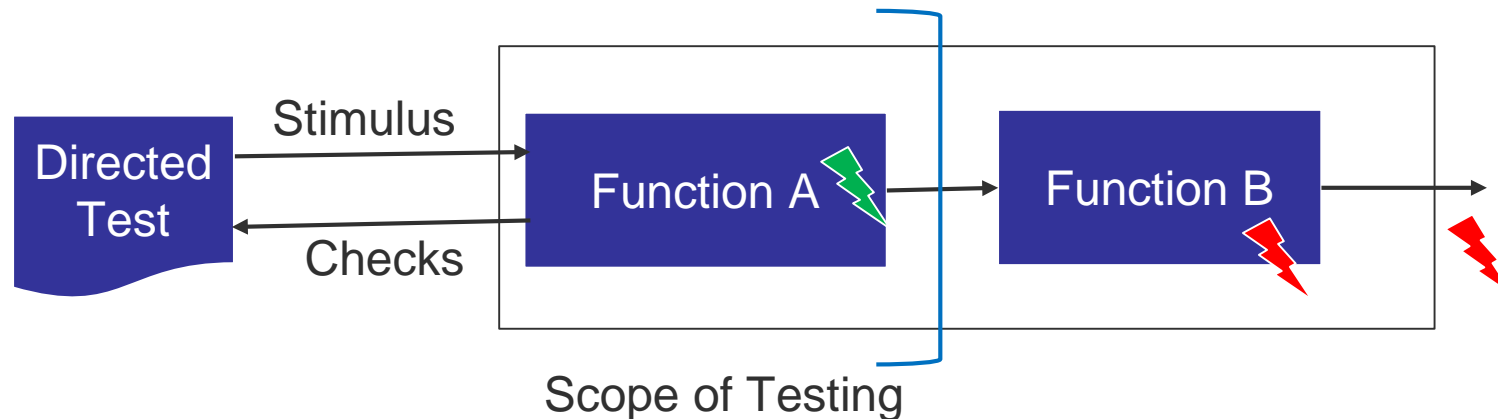 Directed
Test
Stimulus
Checks
Function A
Function B
Scope of Testing